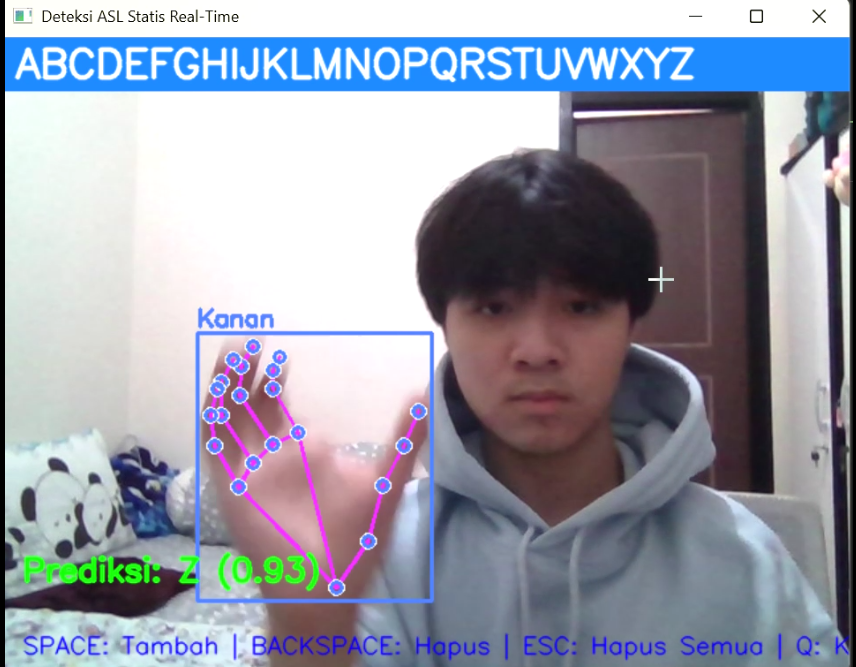 Deteksi ASL Statis Real-Time
ABCDEFGHIJKLMNOPQRSTUVWXYZ
Kanan
Prediksi: Z (0.93)
SPACE: Tambah | BACKSPACE: Hapus | ESC: Hapus Semua | Q: K